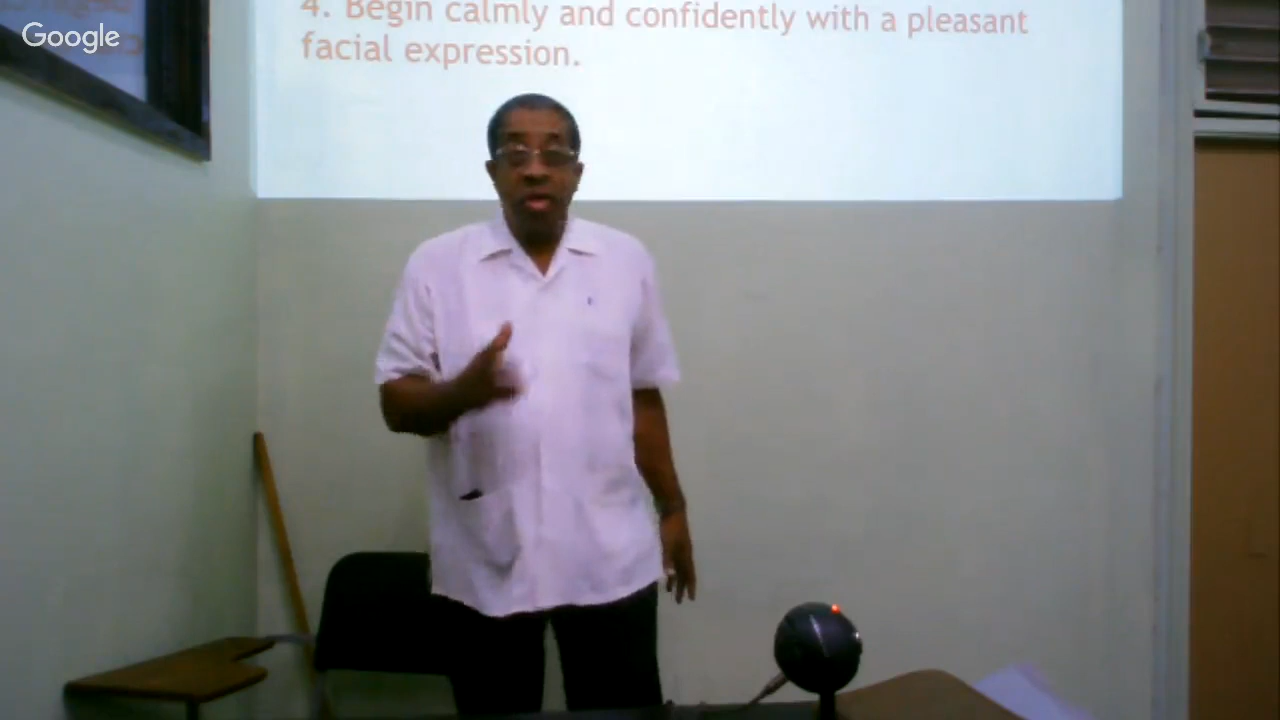 Google
4. Begin calmly and confidently with a pleasant
facial expression.